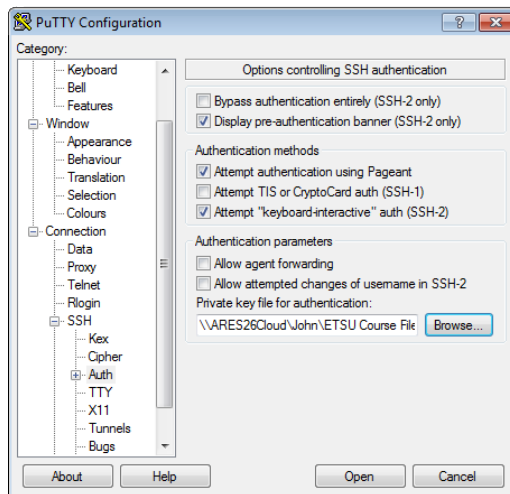 PuTTY Configuration
Category:
Keyboard
Bell
Features
Window
Appearance
Behaviour
Translation
Selection
Colours
Connection
Data
Proxy
Telnet
Rlogin
SSH
Kex
Cipher
Auth
TTY
X11
Tunnels
Bugs
Options controlling SSH authentication
Bypass authentication entirely (SSH-2 only)
Display pre-authentication banner (SSH-2 only)
Authentication methods
Attempt authentication using Pageant
Attempt TIS or CryptoCard auth (SSH-1)
Attempt "keyboard-interactive" auth (SSH-2)
Authentication parameters
Allow agent forwarding
Allow attempted changes of username in SSH-2
Private key file for authentication:
\\ARES26Cloud\John\ETSU Course File
Browse...
About
Help
Open
Cancel